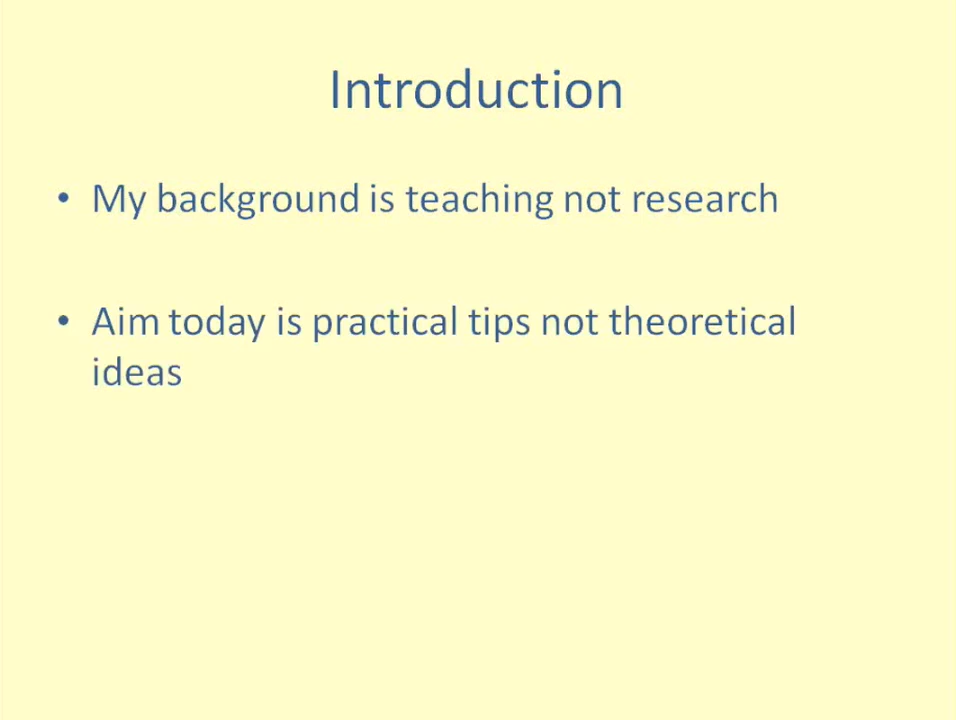 Introduction
• My background is teaching not research
• Aim today is practical tips not theoretical
ideas